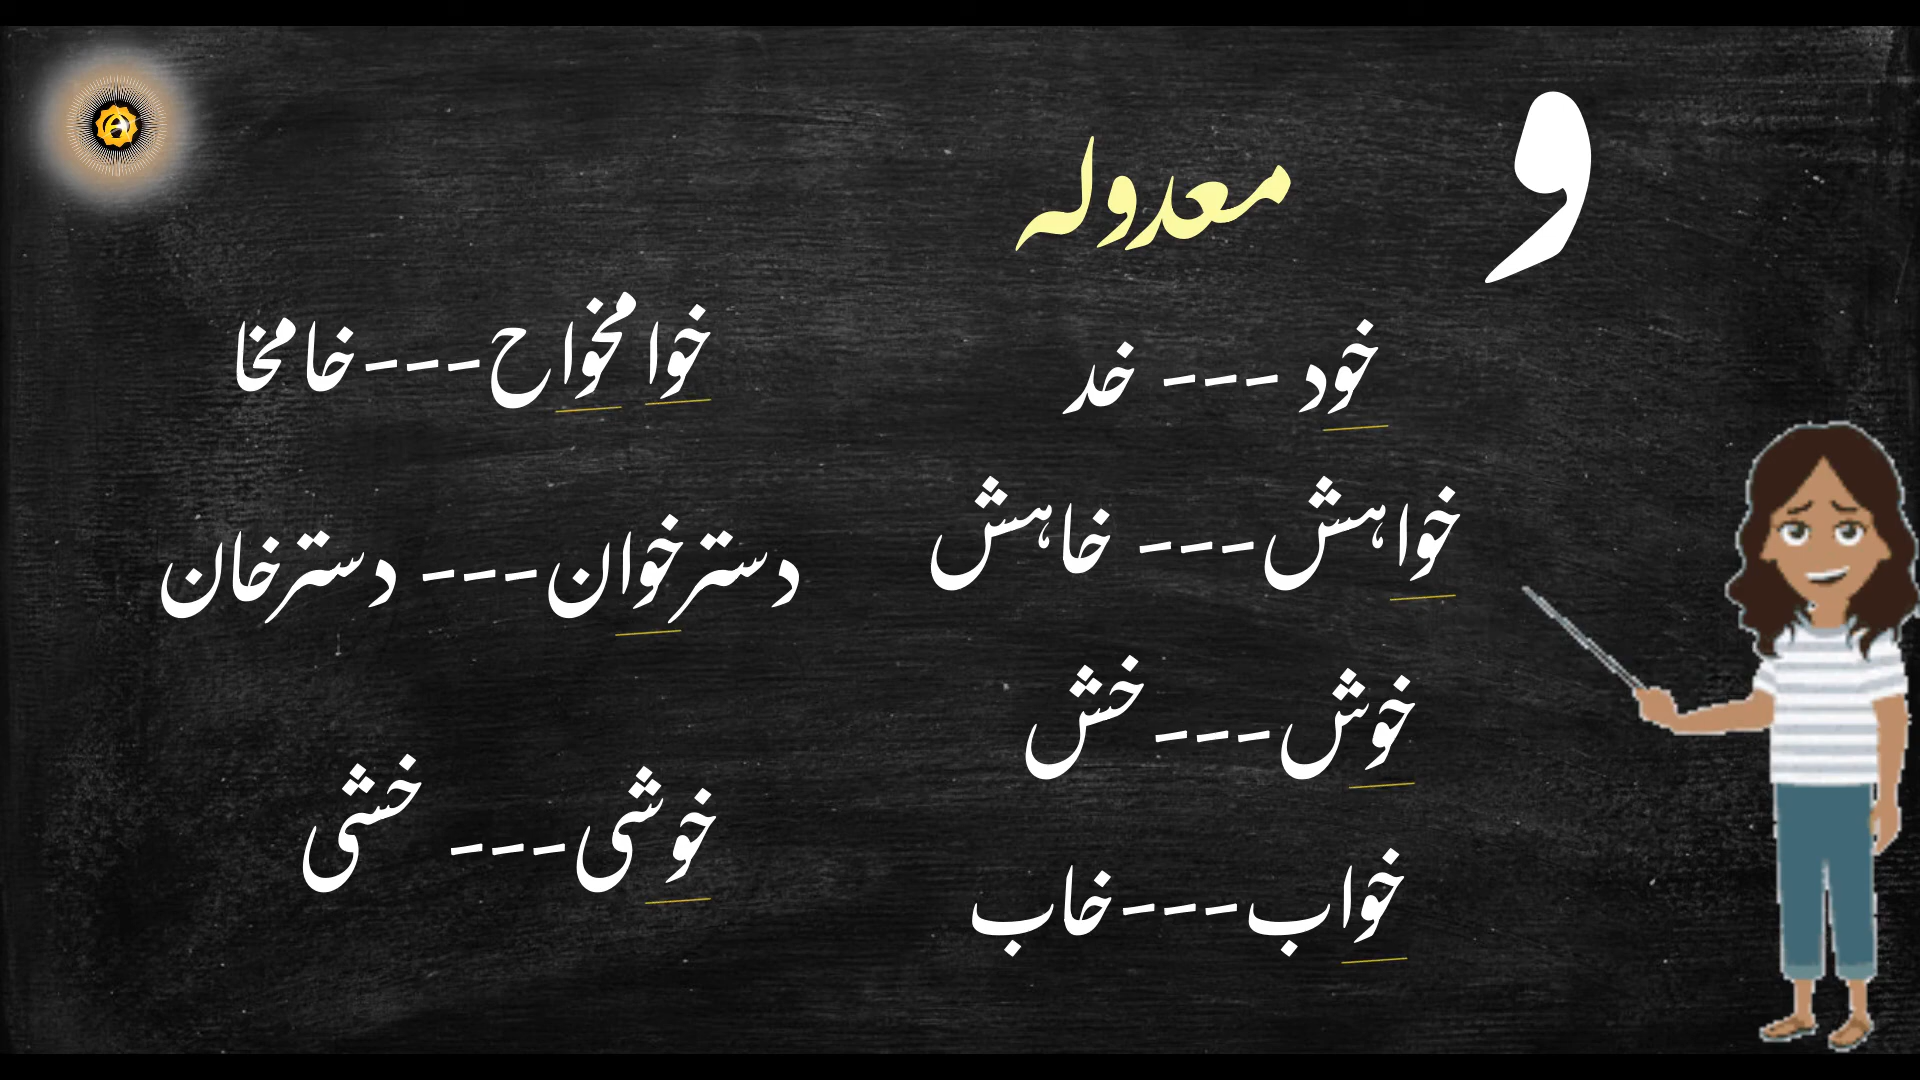 و
معدولہ
خود --- خد
خواہش --- خاہش
خوش --- خش
خواب --- خاب
خوامخواح --- خامخا
دسترخوان --- دسترخان
خوشی --- خشی